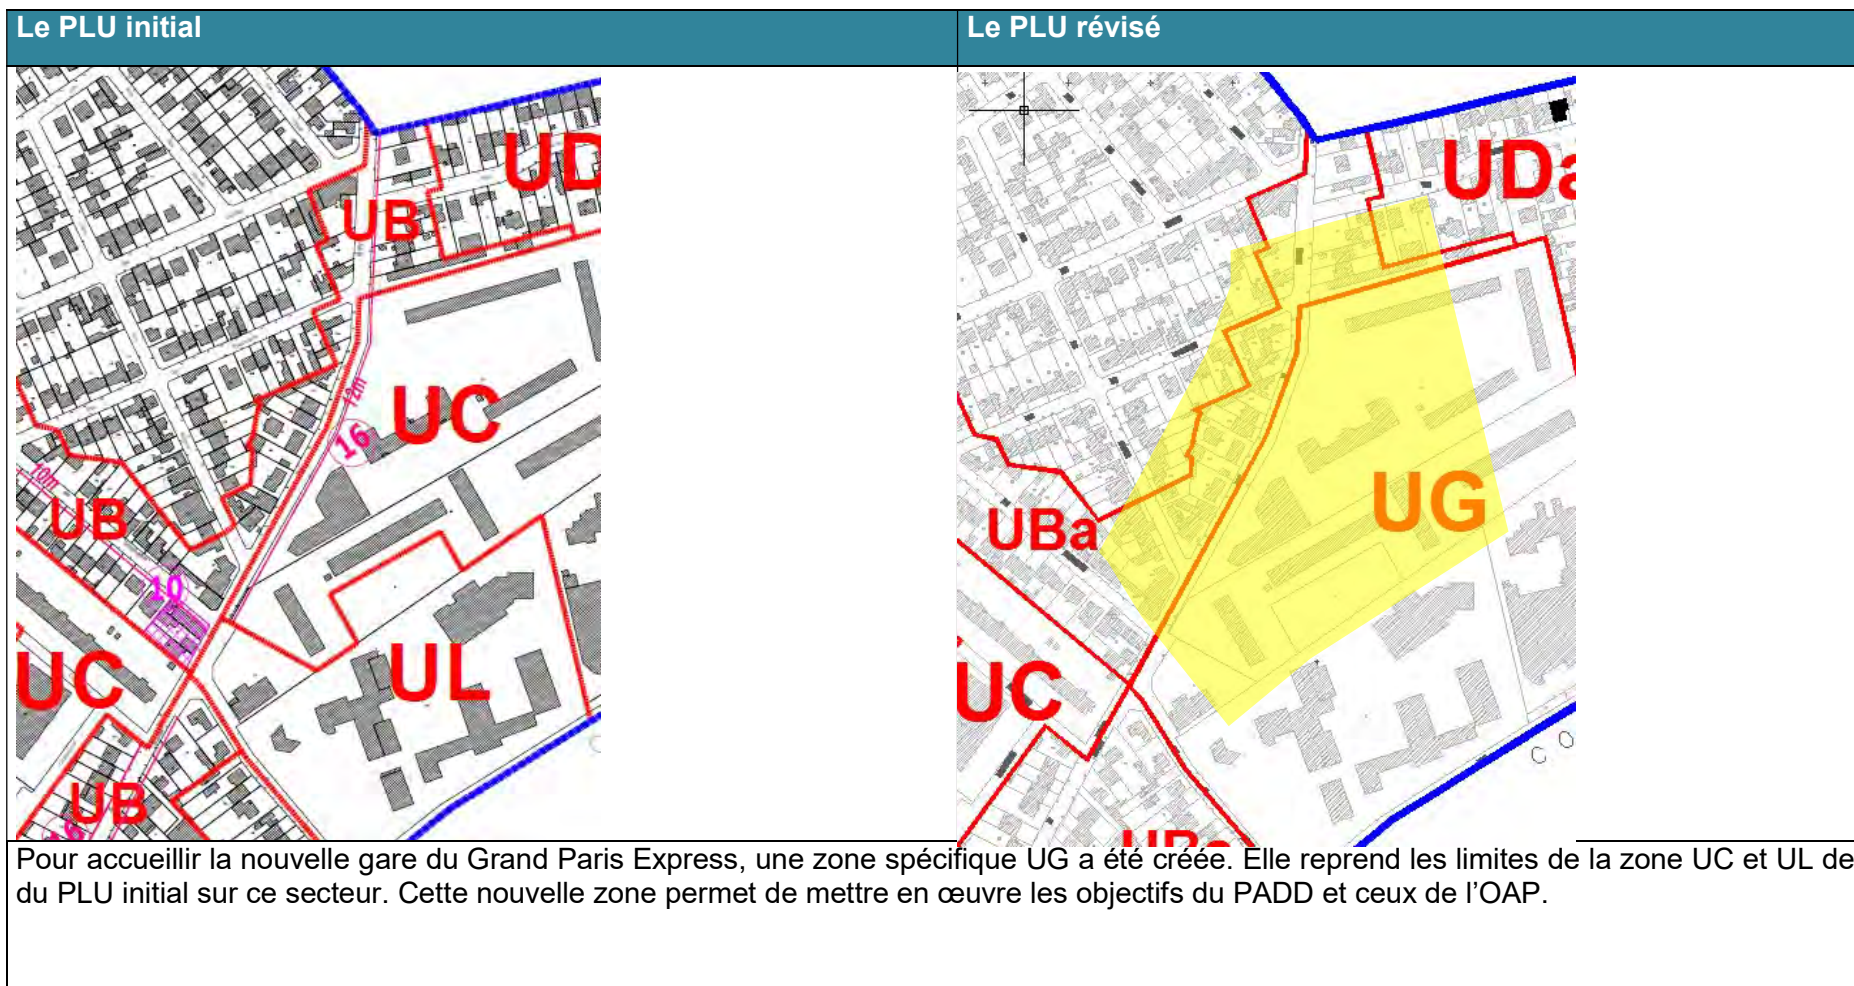 Le PLU initial
Le PLU révisé
UD
UB
12m
16
UC
10m
UB
10
UC
UL
UB
16
UDa
UG
UBa
UC
C O
Pour accueillir la nouvelle gare du Grand Paris Express, une zone spécifique UG a été créée. Elle reprend les limites de la zone UC et UL de
du PLU initial sur ce secteur. Cette nouvelle zone permet de mettre en œuvre les objectifs du PADD et ceux de l’OAP.